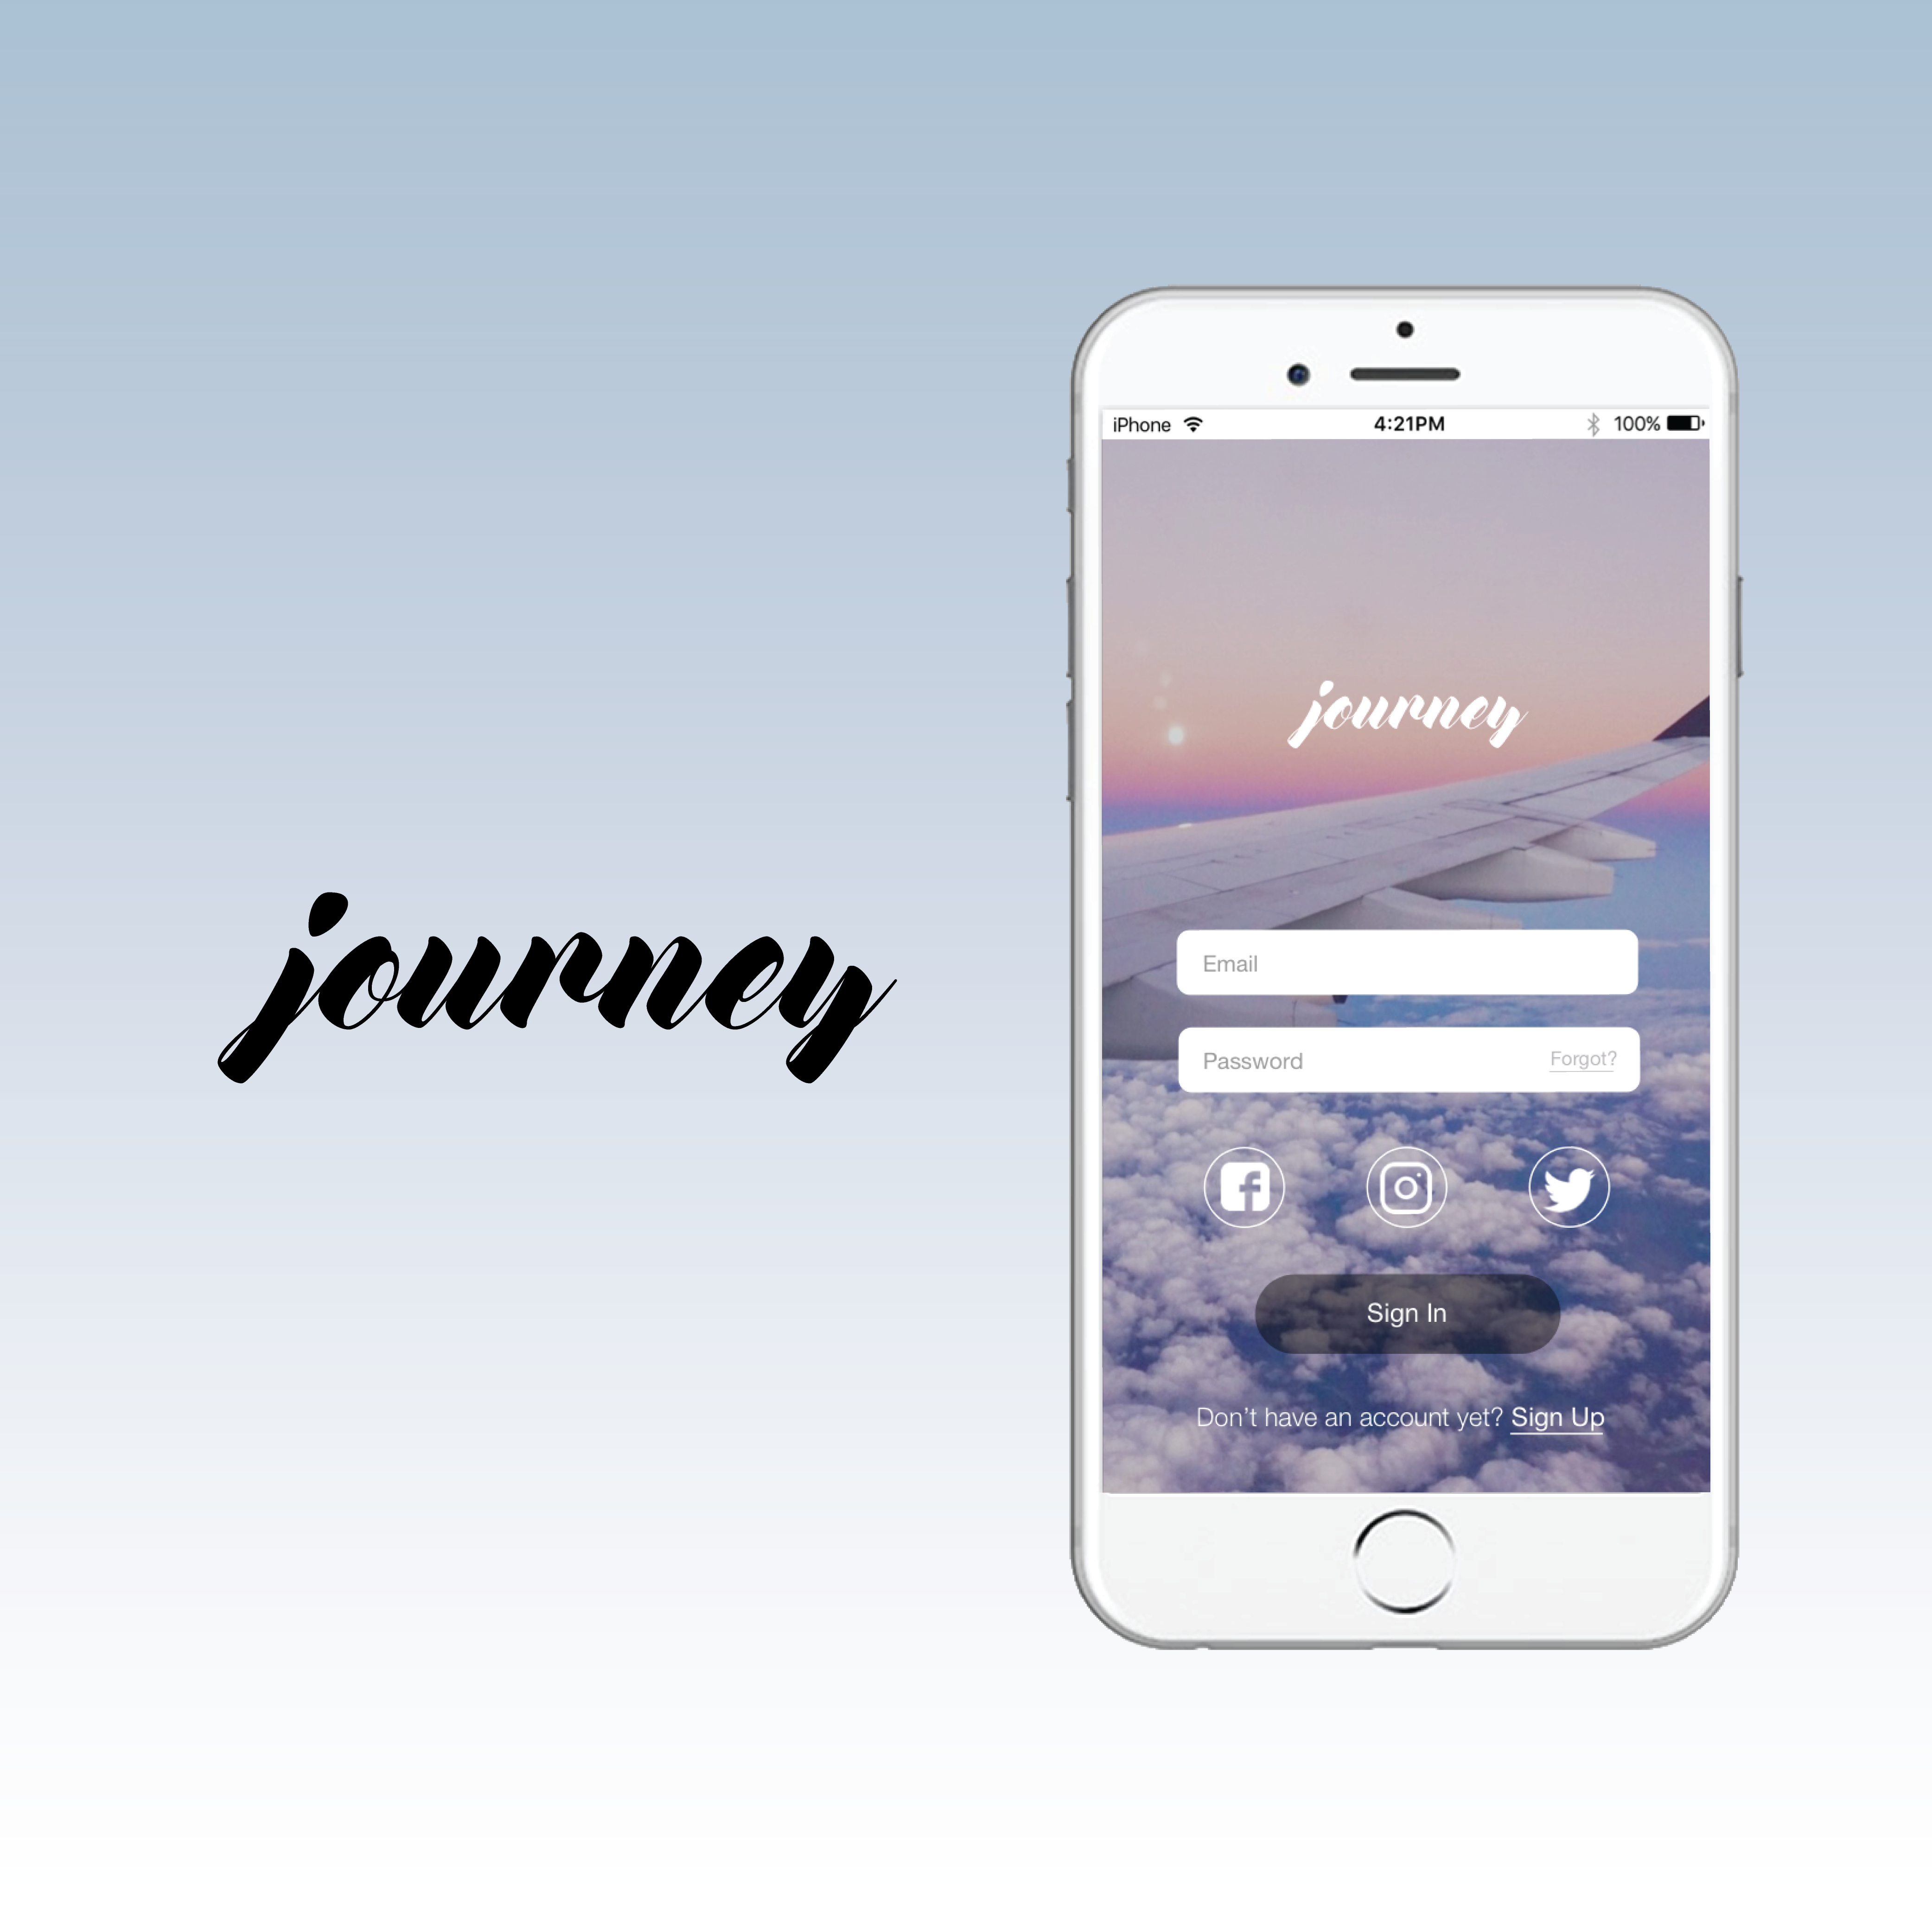 journey
iPhone 4:21PM 100%
journey
Email
Password Forgot?
Sign In
Don’t have an account yet? Sign Up